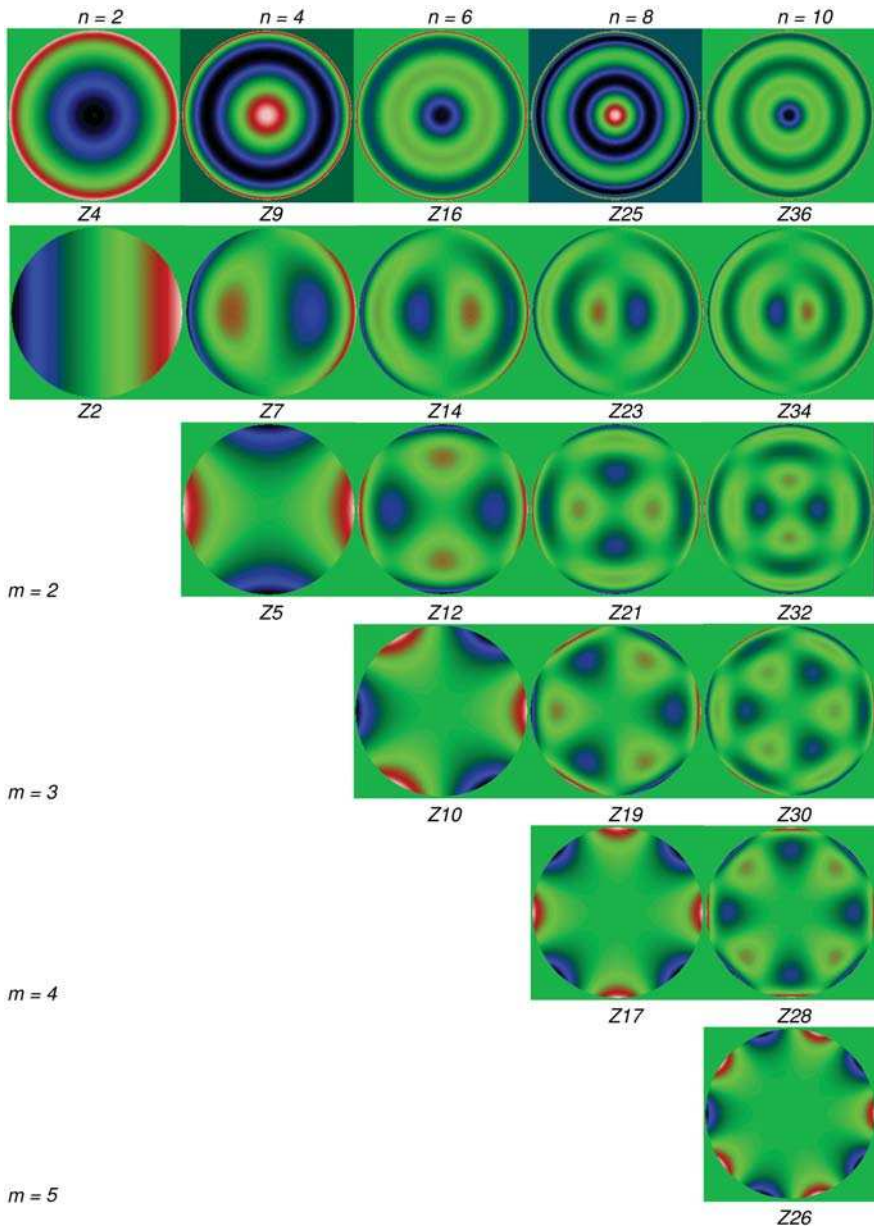 n = 2 n = 4 n = 6 n = 8 n = 10
Z4 Z9 Z16 Z25 Z36
Z2 Z7 Z14 Z23 Z34
m = 2
Z5 Z12 Z21 Z32
m = 3
Z10 Z19 Z30
m = 4
Z17 Z28
m = 5
Z26